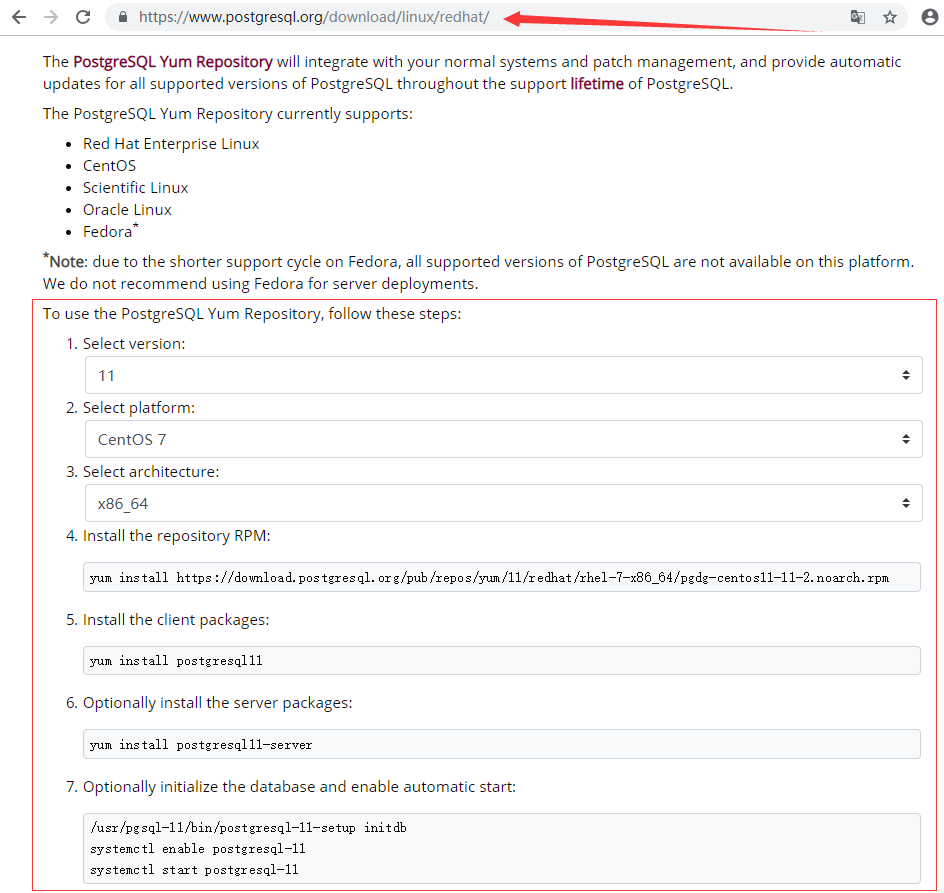 https://www.postgresql.org/download/linux/redhat/
The PostgreSQL Yum Repository will integrate with your normal systems and patch management, and provide automatic
updates for all supported versions of PostgreSQL throughout the support lifetime of PostgreSQL.
The PostgreSQL Yum Repository currently supports:
• Red Hat Enterprise Linux
• CentOS
• Scientific Linux
• Oracle Linux
• Fedora*
*Note: due to the shorter support cycle on Fedora, all supported versions of PostgreSQL are not available on this platform.
We do not recommend using Fedora for server deployments.
To use the PostgreSQL Yum Repository, follow these steps:
1. Select version:
11
2. Select platform:
CentOS 7
3. Select architecture:
x86_64
4. Install the repository RPM:
yum install https://download.postgresql.org/pub/repos/yum/11/redhat/rhel-7-x86_64/pgdg-centos11-11-2.noarch.rpm
5. Install the client packages:
yum install postgresql11
6. Optionally install the server packages:
yum install postgresql11-server
7. Optionally initialize the database and enable automatic start:
/usr/pgsql-11/bin/postgresql-11-setup initdb
systemctl enable postgresql-11
systemctl start postgresql-11